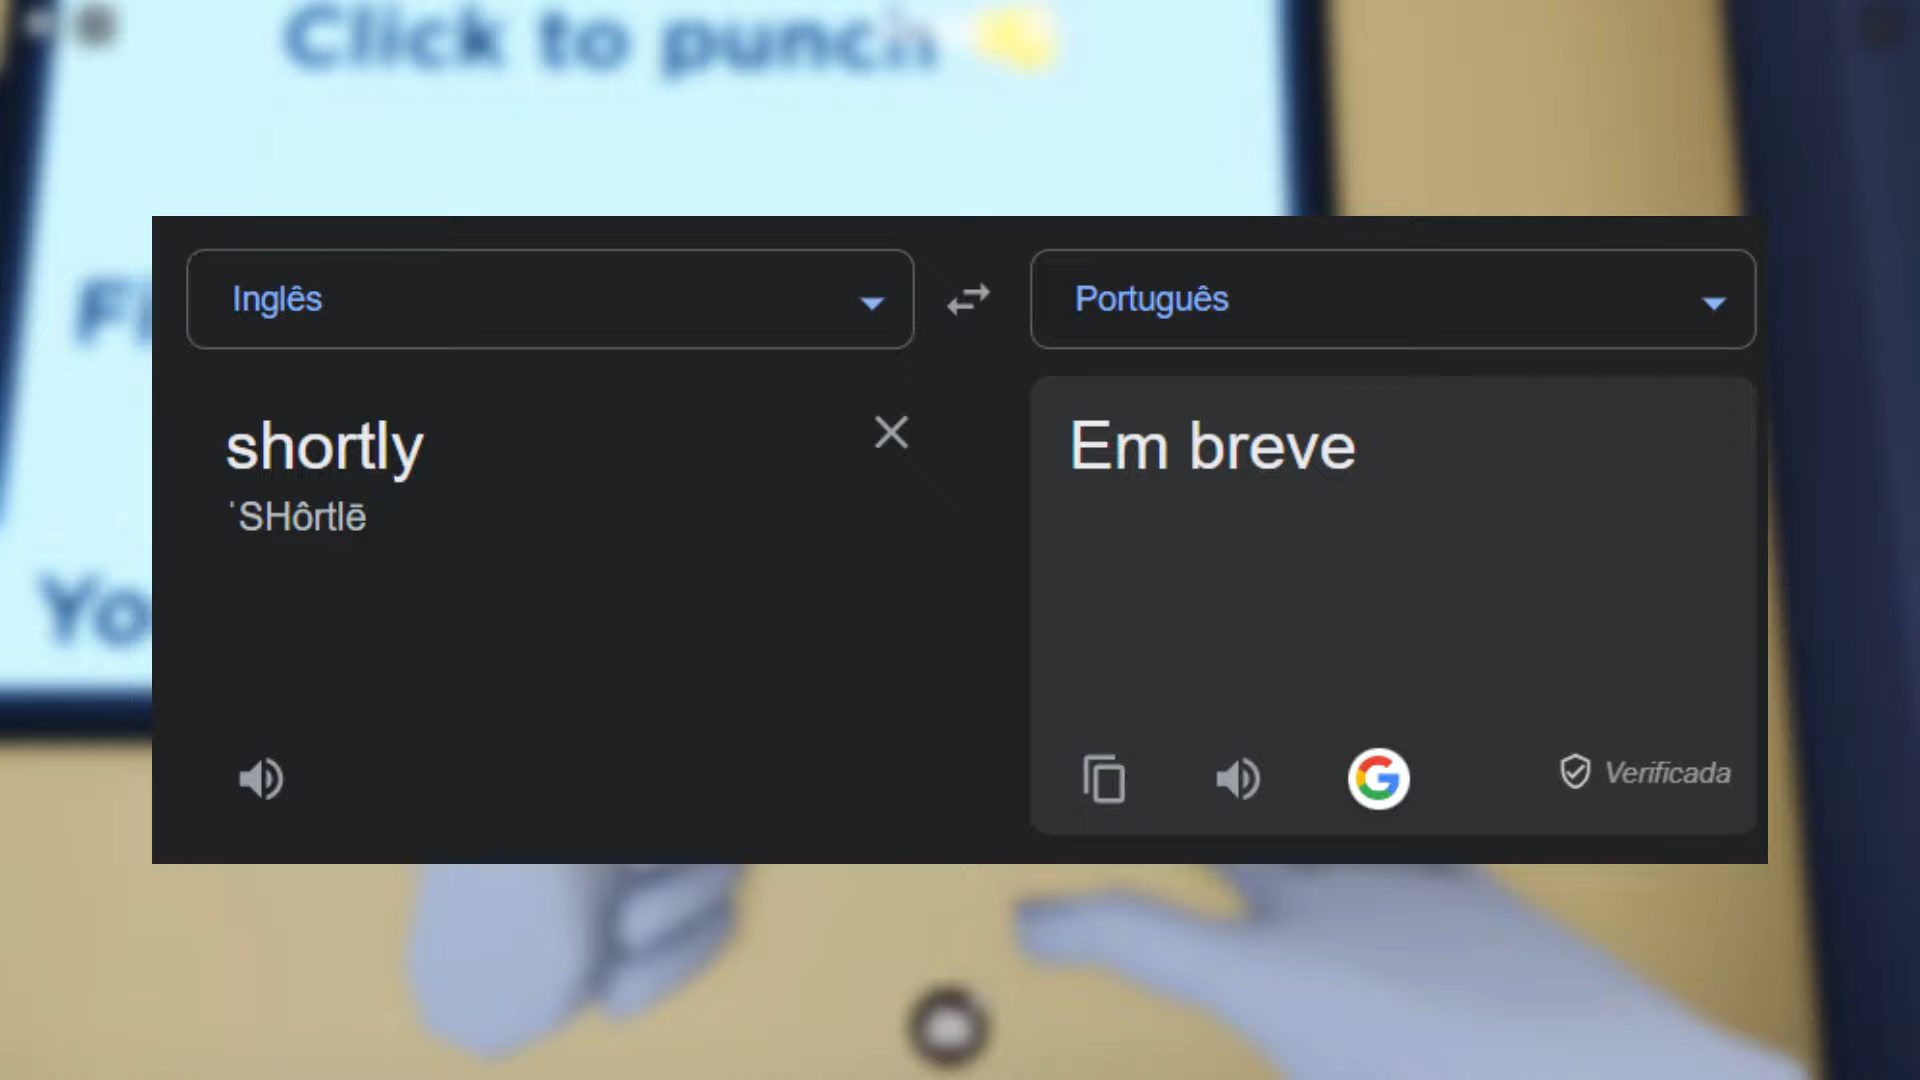 Click to punch
Inglês
Português
shortly
ˈSHôrtlē
Em breve
Verificada